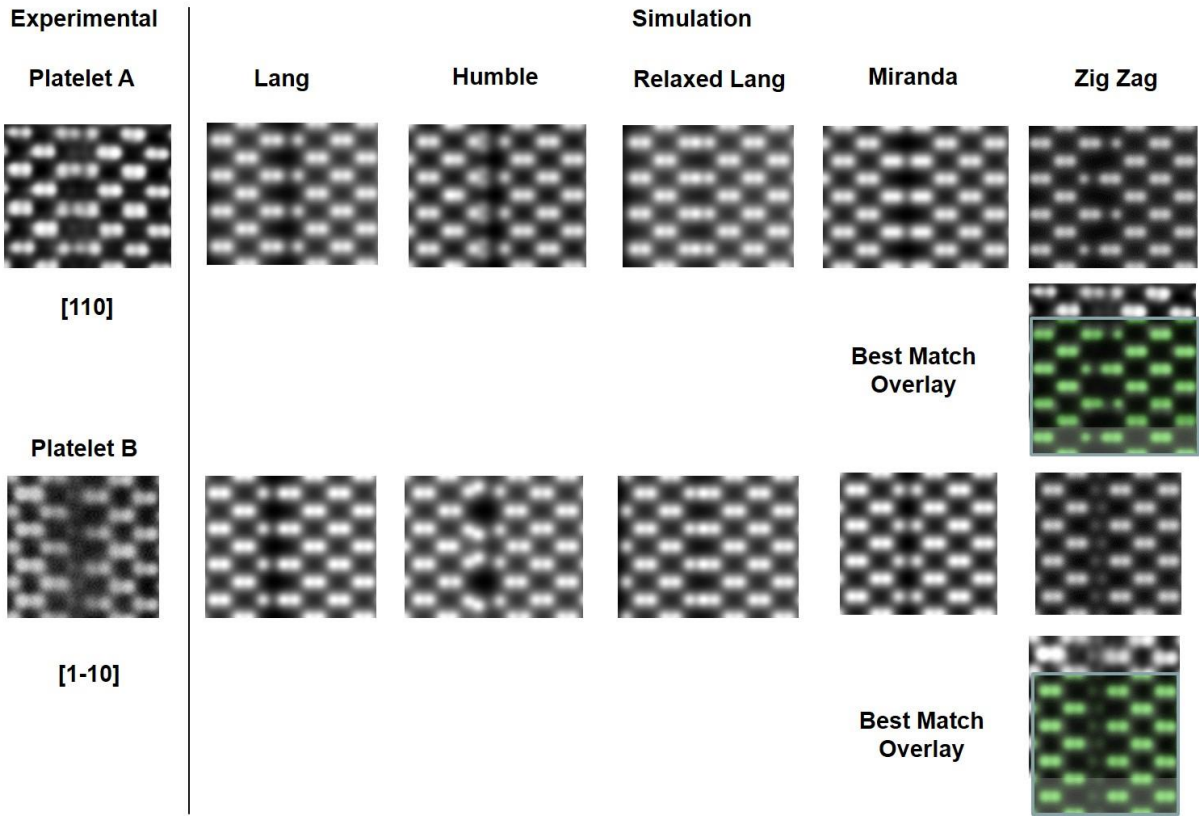 Experimental
Simulation
Platelet A
Lang
Humble
Relaxed Lang
Miranda
Zig Zag
[110]
Best Match
Overlay
Platelet B
[1-10]
Best Match
Overlay